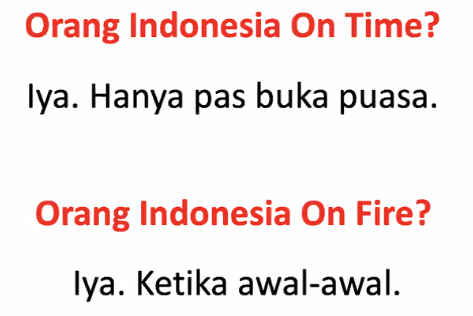 Orang Indonesia On Time?
Iya. Hanya pas buka puasa.
Orang Indonesia On Fire?
Iya. Ketika awal-awal.